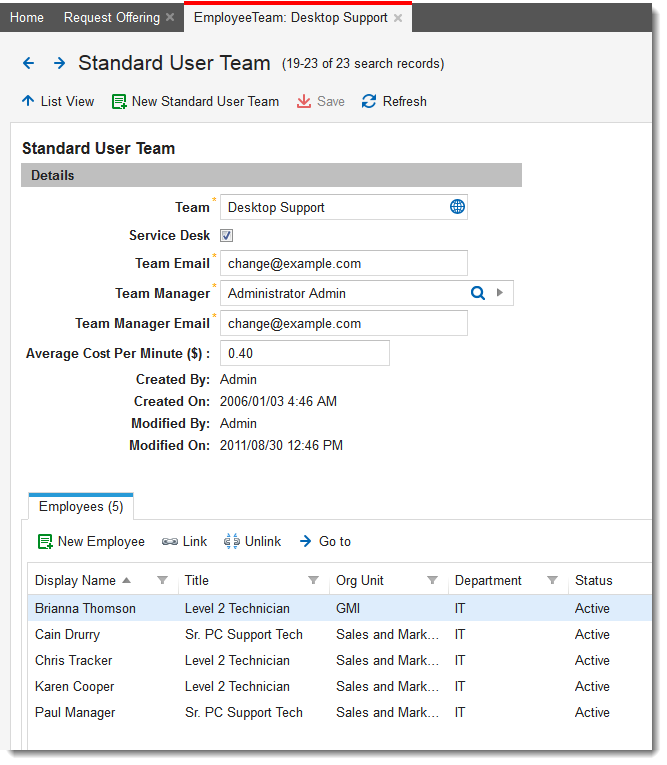 Home Request Offering EmployeeTeam: Desktop Support
Standard User Team (19-23 of 23 search records)
List View New Standard User Team Save Refresh
Standard User Team
Details
Team * Desktop Support
Service Desk
Team Email * change@example.com
Team Manager * Administrator Admin
Team Manager Email * change@example.com
Average Cost Per Minute ($) : 0.40
Created By: Admin
Created On: 2006/01/03 4:46 AM
Modified By: Admin
Modified On: 2011/08/30 12:46 PM
Employees (5)
New Employee Link Unlink Go to
Display Name Title Org Unit Department Status
Brianna Thomson Level 2 Technician GMI IT Active
Cain Drurry Sr. PC Support Tech Sales and Mark... IT Active
Chris Tracker Level 2 Technician Sales and Mark... IT Active
Karen Cooper Level 2 Technician Sales and Mark... IT Active
Paul Manager Sr. PC Support Tech Sales and Mark... IT Active